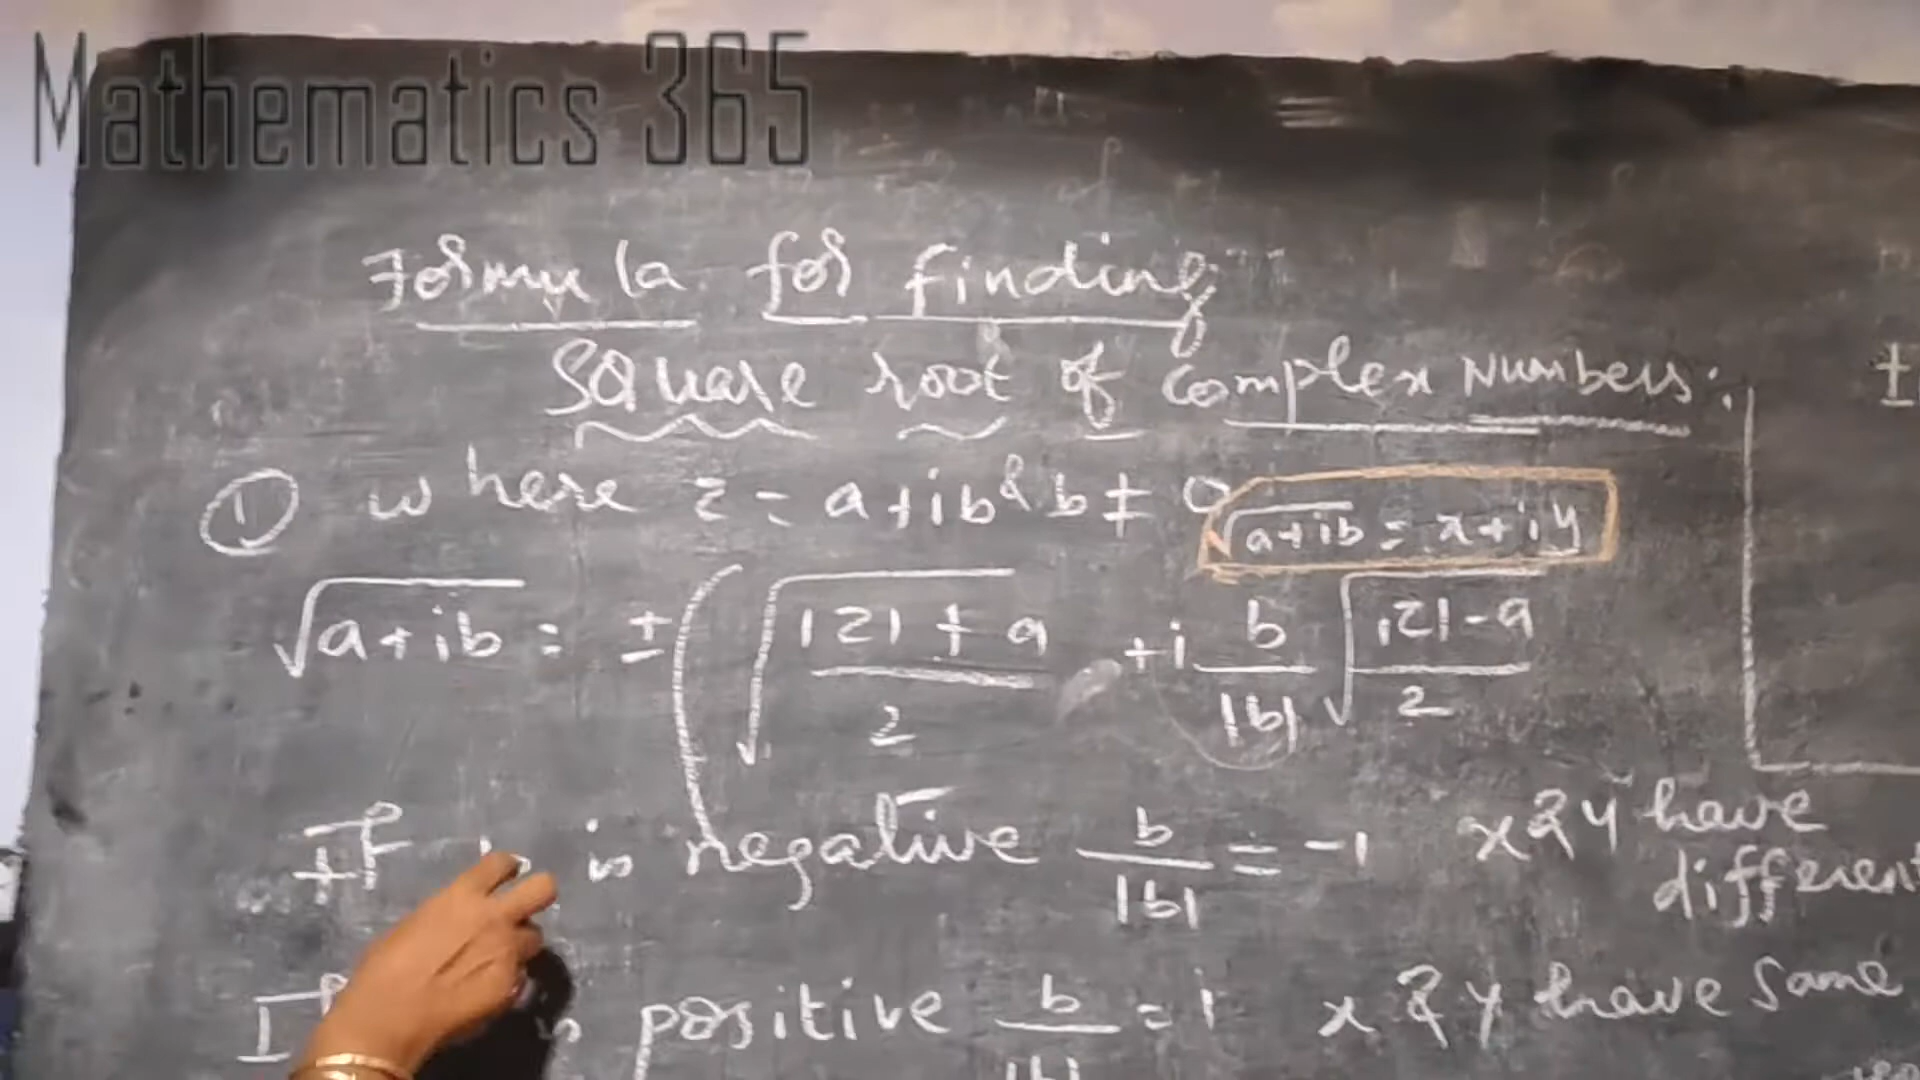 Mathematics 365
Formula for finding
Square root of Complex Numbers:
① where z = a+ib & b ≠ 0
√(a+ib) = x+iy
√(a+ib) = ± ( √((|z| + a)/2) + i b/|b| √((|z| - a)/2)
If b is negative b/|b| = -1 x & y have
different
If positive b/|b| = 1 x & y have same
±